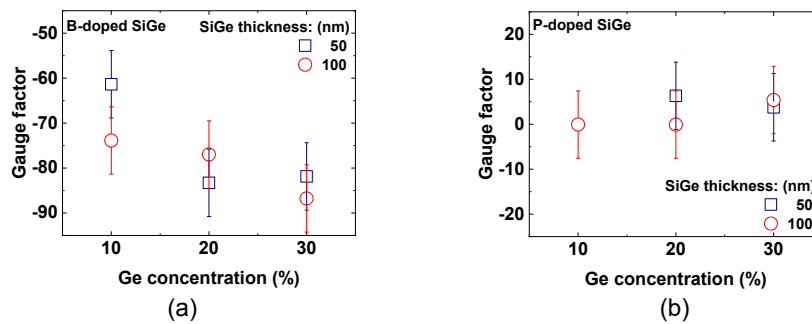 B-doped SiGe
SiGe thickness: (nm)
50
100
-50
-60
-70
-80
-90
Gauge factor
10
20
30
Ge concentration (%)
(a)
P-doped SiGe
20
10
0
-10
-20
Gauge factor
SiGe thickness: (nm)
50
100
10
20
30
Ge concentration (%)
(b)